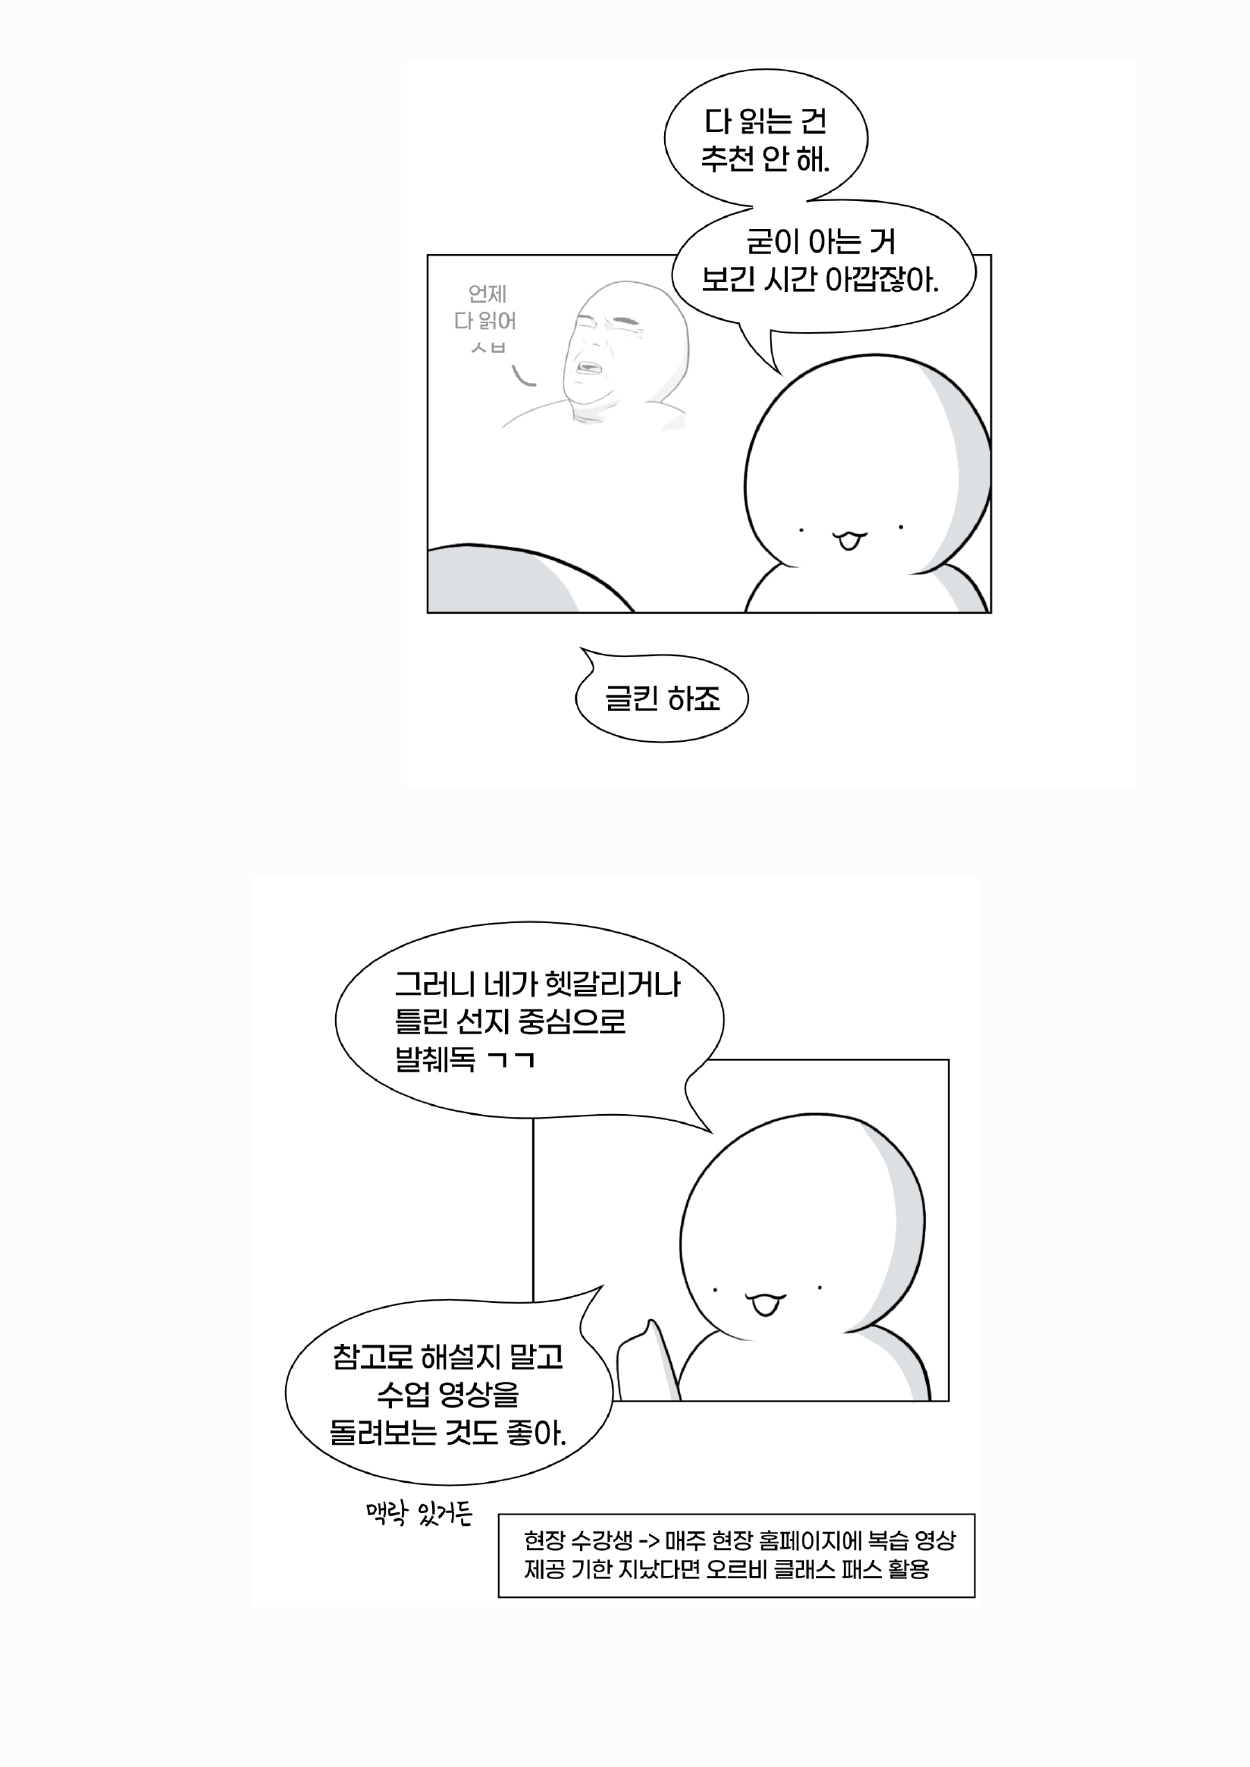 다 읽는 건
추천 안 해.
굳이 아는 거
보긴 시간 아깝잖아.
언제
다 읽어
ㅅㅂ
글킨 하죠
그러니 네가 헷갈리거나
틀린 선지 중심으로
발췌독 ㄱㄱ
참고로 해설지 말고
수업 영상을
돌려보는 것도 좋아.
맥락 있거든
현장 수강생 -> 매주 현장 홈페이지에 복습 영상
제공 기한 지났다면 오르비 클래스 패스 활용